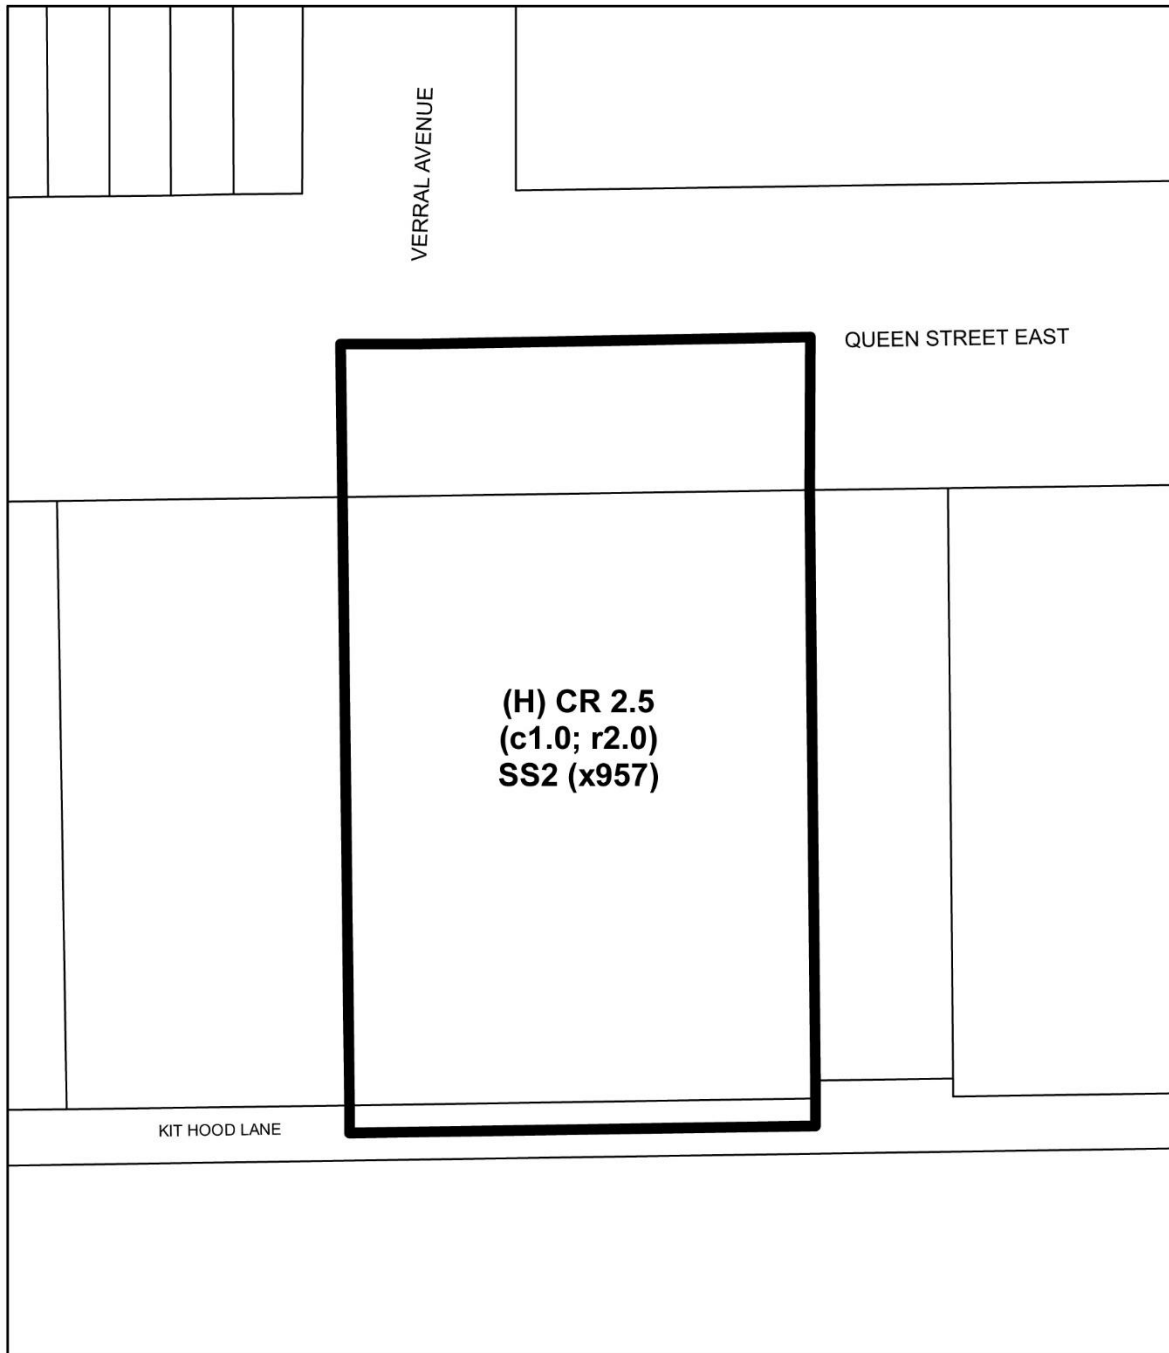 VERRAL AVENUE
QUEEN STREET EAST
(H) CR 2.5
(c1.0; r2.0)
SS2 (x957)
KIT HOOD LANE